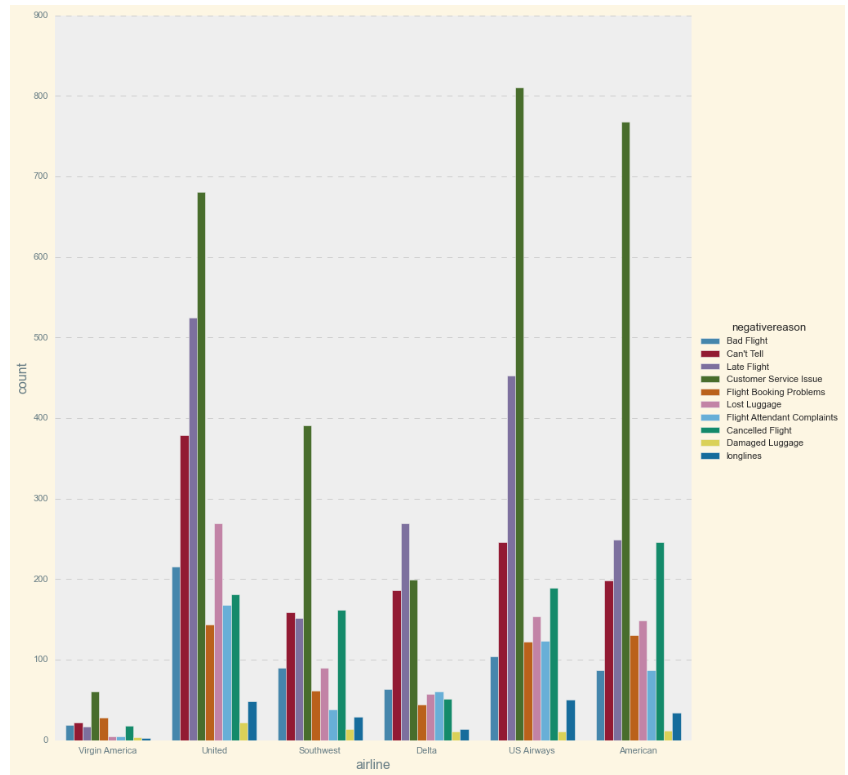 900
800
700
600
500
400
300
200
100
0
count
Virgin America United Southwest Delta US Airways American
airline
negativereason
Bad Flight
Can't Tell
Late Flight
Customer Service Issue
Flight Booking Problems
Lost Luggage
Flight Attendant Complaints
Cancelled Flight
Damaged Luggage
longlines